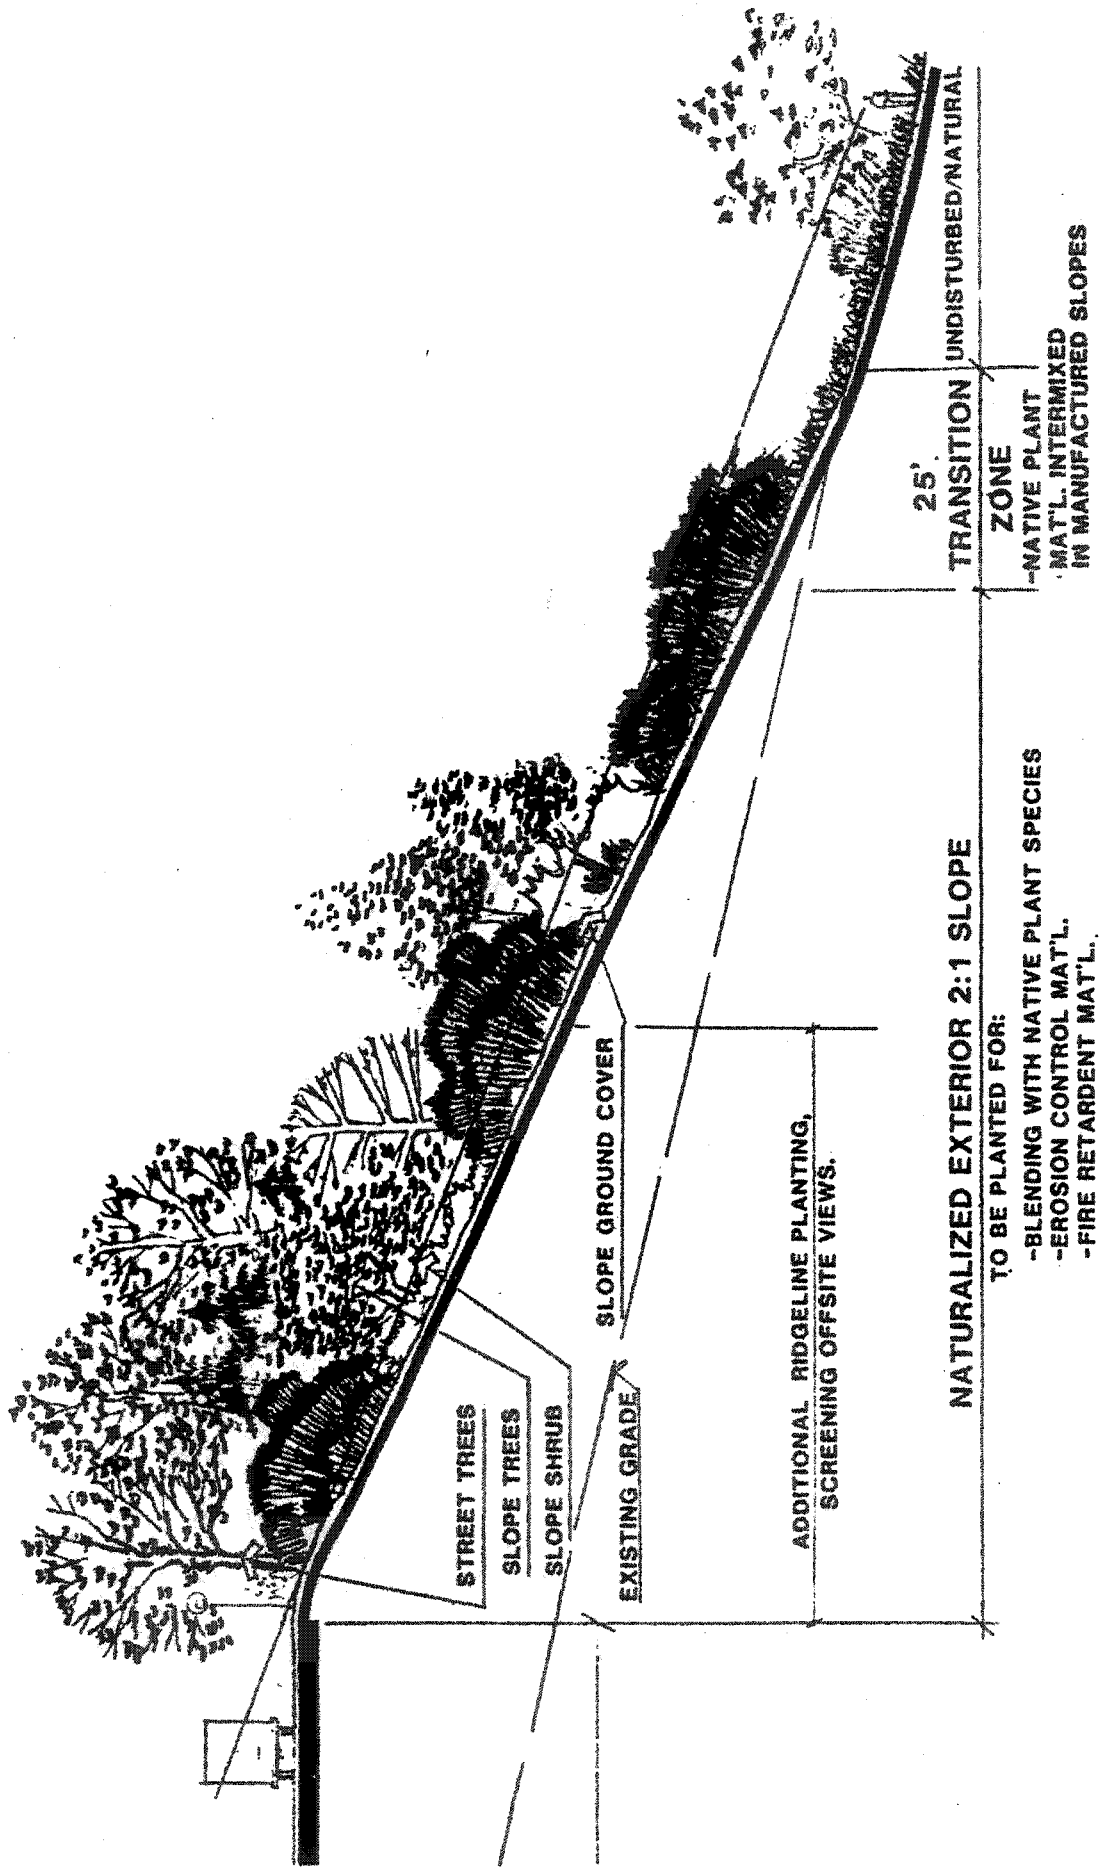 STREET TREES
SLOPE TREES
SLOPE SHRUB
SLOPE GROUND COVER
EXISTING GRADE
ADDITIONAL RIDGELINE PLANTING,
SCREENING OFFSITE VIEWS.
NATURALIZED EXTERIOR 2:1 SLOPE
TO BE PLANTED FOR:
-BLENDING WITH NATIVE PLANT SPECIES
-EROSION CONTROL MAT'L.
-FIRE RETARDENT MAT'L.
25'
TRANSITION
ZONE
-NATIVE PLANT
MAT'L. INTERMIXED
IN MANUFACTURED SLOPES
UNDISTURBED/NATURAL